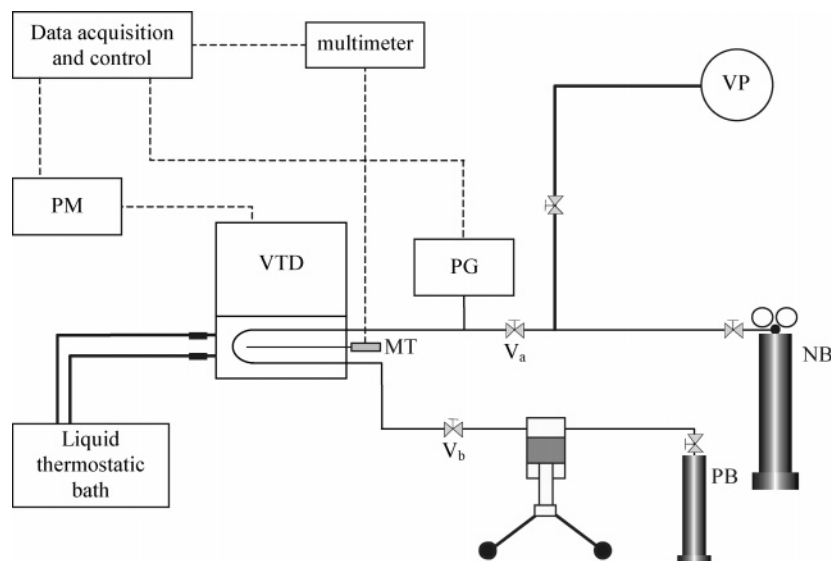 Data acquisition
and control
multimeter
VP
PM
VTD
PG
MT
Va
NB
Liquid
thermostatic
bath
Vb
PB